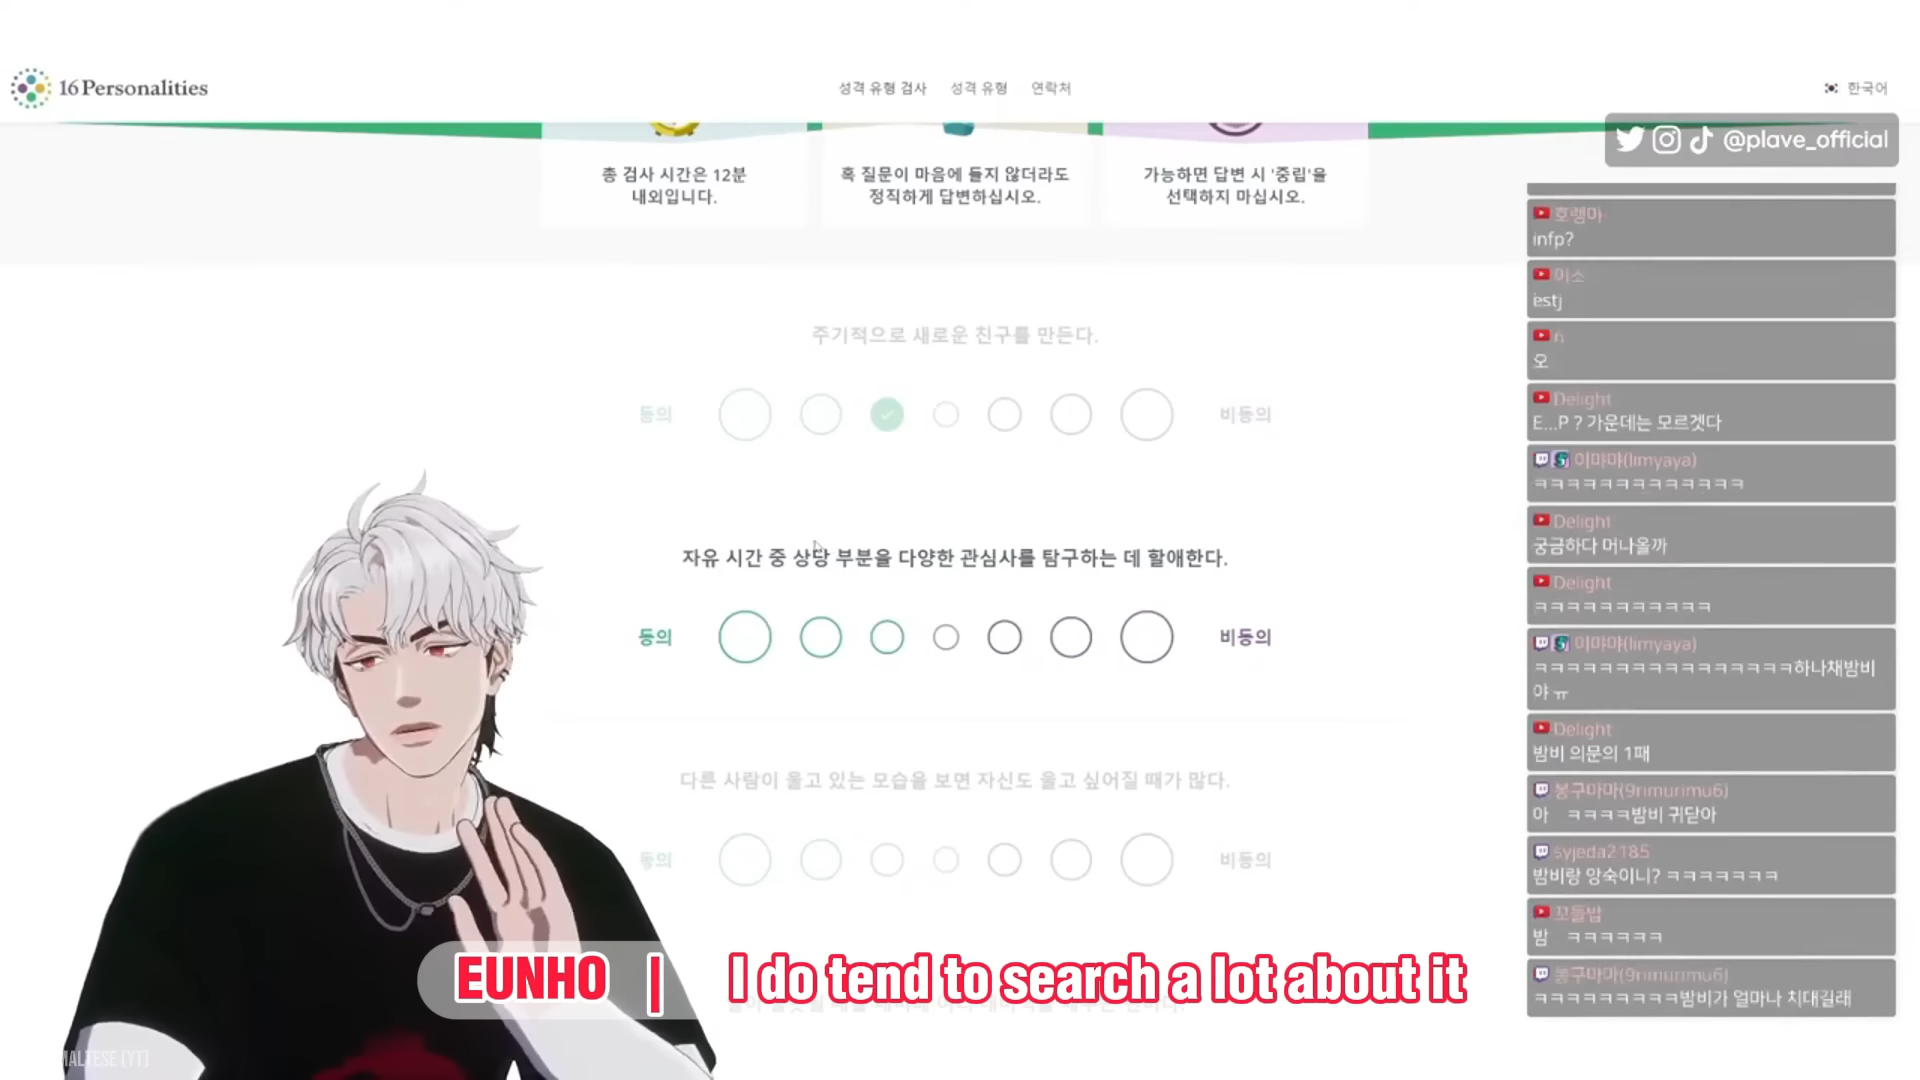 16Personalities
성격 유형 검사
성격 유형
연락처
한국어
@plave_official
총 검사 시간은 12분
내외입니다.
혹 질문이 마음에 들지 않더라도
정직하게 답변하십시오.
가능하면 답변 시 '중립'을
선택하지 마십시오.
주기적으로 새로운 친구를 만든다.
동의
비동의
자유 시간 중 상당 부분을 다양한 관심사를 탐구하는 데 할애한다.
동의
비동의
다른 사람이 울고 있는 모습을 보면 자신도 울고 싶어질 때가 많다.
동의
비동의
호랭마
infp?
이소
estj
n
오
Delight
E...P ? 가운데는 모르겟다
이먀먀(limyaya)
ㅋㅋㅋㅋㅋㅋㅋㅋㅋㅋㅋㅋㅋ
Delight
궁금하다 머나올까
Delight
ㅋㅋㅋㅋㅋㅋㅋㅋㅋㅋㅋ
이먀먀(limyaya)
ㅋㅋㅋㅋㅋㅋㅋㅋㅋㅋㅋㅋㅋㅋㅋㅋ하나채밤비
야 ㅠ
Delight
밤비 의문의 1패
봉구마마(9rimurimu6)
아 ㅋㅋㅋㅋ밤비 귀닫아
syjeda2185
밤비랑 앙숙이니? ㅋㅋㅋㅋㅋㅋㅋ
꼬들밥
밤 ㅋㅋㅋㅋㅋㅋ
봉구마마(9rimurimu6)
ㅋㅋㅋㅋㅋㅋㅋㅋㅋ밤비가 얼마나 치대길래
EUNHO | I do tend to search a lot about it
MALTESE [YT]